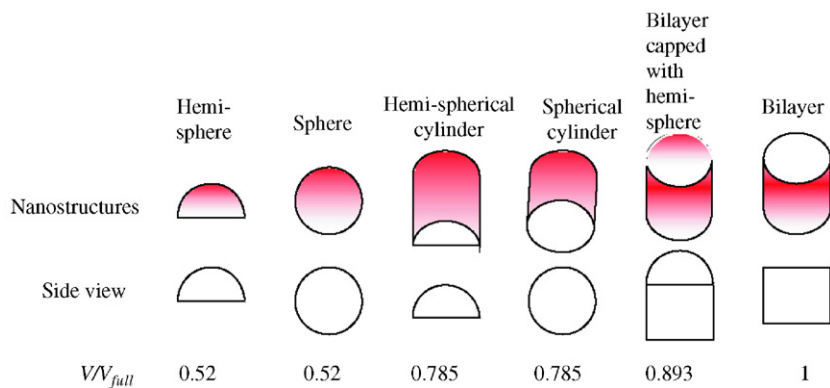 Hemi-
sphere
Sphere
Hemi-spherical
cylinder
Spherical
cylinder
Bilayer
capped
with
hemi-
sphere
Bilayer
Nanostructures
Side view
V/Vfull 0.52 0.52 0.785 0.785 0.893 1